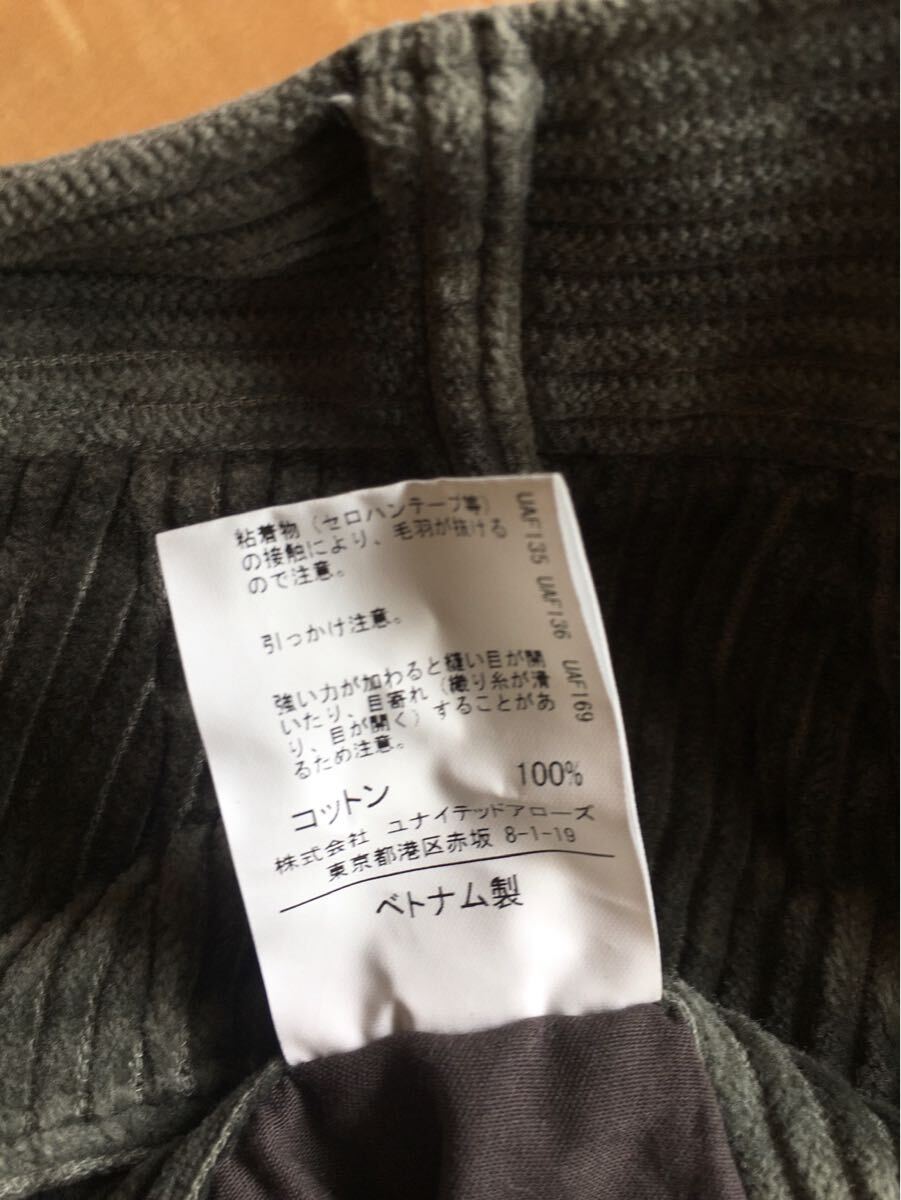 粘着物（セロハンテープ等）
の接触により、毛羽が抜ける
ので注意。
引っかけ注意。
強い力が加わると縫い目が開
いたり、目寄れ（織り糸が滑
り、目が開く）することがあ
るため注意。
コットン 100%
株式会社 ユナイテッドアローズ
東京都港区赤坂 8-1-19
ベトナム製
UAF135 UAF136 UAF169